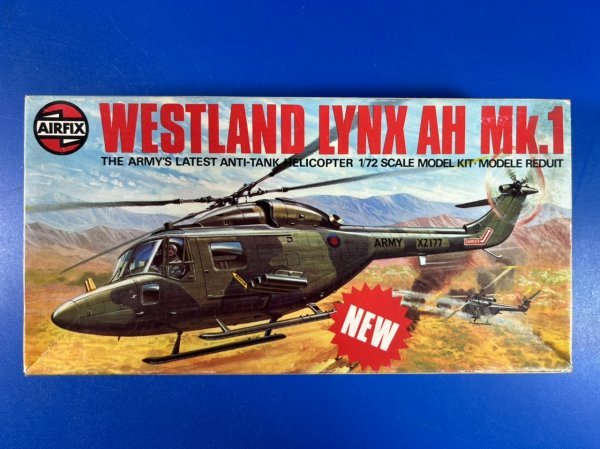 AIRFIX
WESTLAND LYNX AH Mk.1
THE ARMY'S LATEST ANTI-TANK HELICOPTER 1/72 SCALE MODEL KIT·MODELE REDUIT
ARMY XZ177
DANGER
NEW